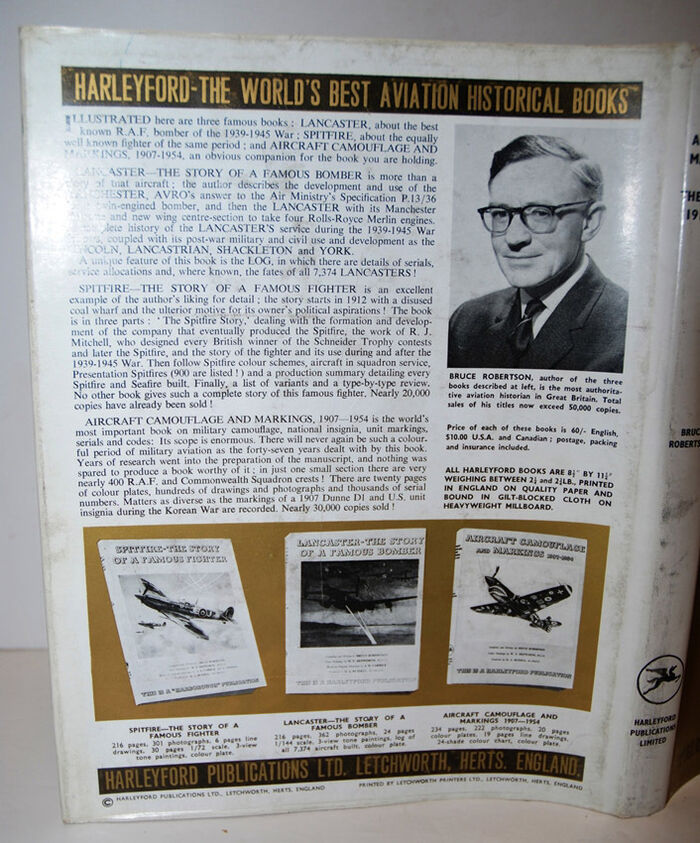 HARLEYFORD-THE WORLD'S BEST AVIATION HISTORICAL BOOKS
ILLUSTRATED here are three famous books : LANCASTER, about the best
known R.A.F. bomber of the 1939-1945 War ; SPITFIRE, about the equally
well known fighter of the same period ; and AIRCRAFT CAMOUFLAGE AND
MARKINGS, 1907-1954, an obvious companion for the book you are holding.
LANCASTER—THE STORY OF A FAMOUS BOMBER is more than a
story of that aircraft ; the author describes the development and use of the
MANCHESTER, AVRO's answer to the Air Ministry's Specification P.13/36
twin-engined bomber, and then the LANCASTER with its Manchester
and new wing centre-section to take four Rolls-Royce Merlin engines.
history of the LANCASTER'S service during the 1939-1945 War
coupled with its post-war military and civil use and development as the
LINCOLN, LANCASTRIAN, SHACKLETON and YORK.
A unique feature of this book is the LOG, in which there are details of serials,
service allocations and, where known, the fates of all 7,374 LANCASTERS !
SPITFIRE—THE STORY OF A FAMOUS FIGHTER is an excellent
example of the author's liking for detail ; the story starts in 1912 with a disused
coal wharf and the ulterior motive for its owner's political aspirations ! The book
is in three parts : ' The Spitfire Story,' dealing with the formation and develop-
ment of the company that eventually produced the Spitfire, the work of R. J.
Mitchell, who designed every British winner of the Schneider Trophy contests
and later the Spitfire, and the story of the fighter and its use during and after the
1939-1945 War. Then follow Spitfire colour schemes, aircraft in squadron service,
Presentation Spitfires (900 are listed !) and a production summary detailing every
Spitfire and Seafire built. Finally, a list of variants and a type-by-type review.
No other book gives such a complete story of this famous fighter. Nearly 20,000
copies have already been sold !
AIRCRAFT CAMOUFLAGE AND MARKINGS, 1907—1954 is the world's
most important book on military camouflage, national insignia, unit markings,
serials and codes: Its scope is enormous. There will never again be such a colour-
ful period of military aviation as the forty-seven years dealt with by this book.
Years of research went into the preparation of the manuscript, and nothing was
spared to produce a book worthy of it ; in just one small section there are very
nearly 400 R.A.F. and Commonwealth Squadron crests ! There are twenty pages
of colour plates, hundreds of drawings and photographs and thousands of serial
numbers. Matters as diverse as the markings of a 1907 Dunne D1 and U.S. unit
insignia during the Korean War are recorded. Nearly 30,000 copies sold !
BRUCE ROBERTSON, author of the three
books described at left, is the most authorita-
tive aviation historian in Great Britain. Total
sales of his titles now exceed 50,000 copies.
Price of each of these books is 60/- English,
$10.00 U.S.A. and Canadian ; postage, packing
and insurance included.
ALL HARLEYFORD BOOKS ARE 8¾" BY 11½"
WEIGHING BETWEEN 2½ and 2¾LB., PRINTED
IN ENGLAND ON QUALITY PAPER AND
BOUND IN GILT-BLOCKED CLOTH ON
HEAVYWEIGHT MILLBOARD.
SPITFIRE-THE STORY
OF A FAMOUS FIGHTER
THIS IS A "HARBOROUGH" PUBLICATION
LANCASTER-THE STORY
OF A FAMOUS BOMBER
THIS IS A HARLEYFORD PUBLICATION
AIRCRAFT CAMOUFLAGE
AND MARKINGS 1907-1954
THIS IS A HARLEYFORD PUBLICATION
SPITFIRE—THE STORY OF A
FAMOUS FIGHTER
216 pages, 301 photographs, 6 pages line
drawings, 30 pages 1/72 scale, 3-view
tone paintings, colour plate.
LANCASTER—THE STORY OF A
FAMOUS BOMBER
216 pages, 362 photographs, 24 pages
1/144 scale, 3-view tone paintings, log of
all 7,374 aircraft built, colour plate.
AIRCRAFT CAMOUFLAGE AND
MARKINGS 1907—1954
234 pages, 222 photographs, 20 pages
colour plates, 19 pages line drawings,
24-shade colour chart, colour plate.
HARLEYFORD PUBLICATIONS LTD. LETCHWORTH, HERTS. ENGLAND.
© HARLEYFORD PUBLICATIONS LTD., LETCHWORTH, HERTS, ENGLAND
PRINTED BY LETCHWORTH PRINTERS LTD., LETCHWORTH, HERTS, ENGLAND
HARLEYFORD
PUBLICATIONS
LIMITED